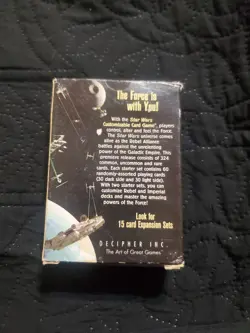 The Force Is
with You!
With the Star Wars
Customizable Card Game™, players
control, alter and feel the Force.
The Star Wars universe comes
alive as the Rebel Alliance
battles against the unrelenting
power of the Galactic Empire. This
premiere release consists of 324
common, uncommon and rare
cards. Each starter set contains 60
randomly-assorted playing cards
(30 dark side and 30 light side).
With two starter sets, you can
customize Rebel and Imperial
decks and master the amazing
powers of the Force!
Look for
15 card Expansion Sets
DECIPHER INC.
The Art of Great Games™